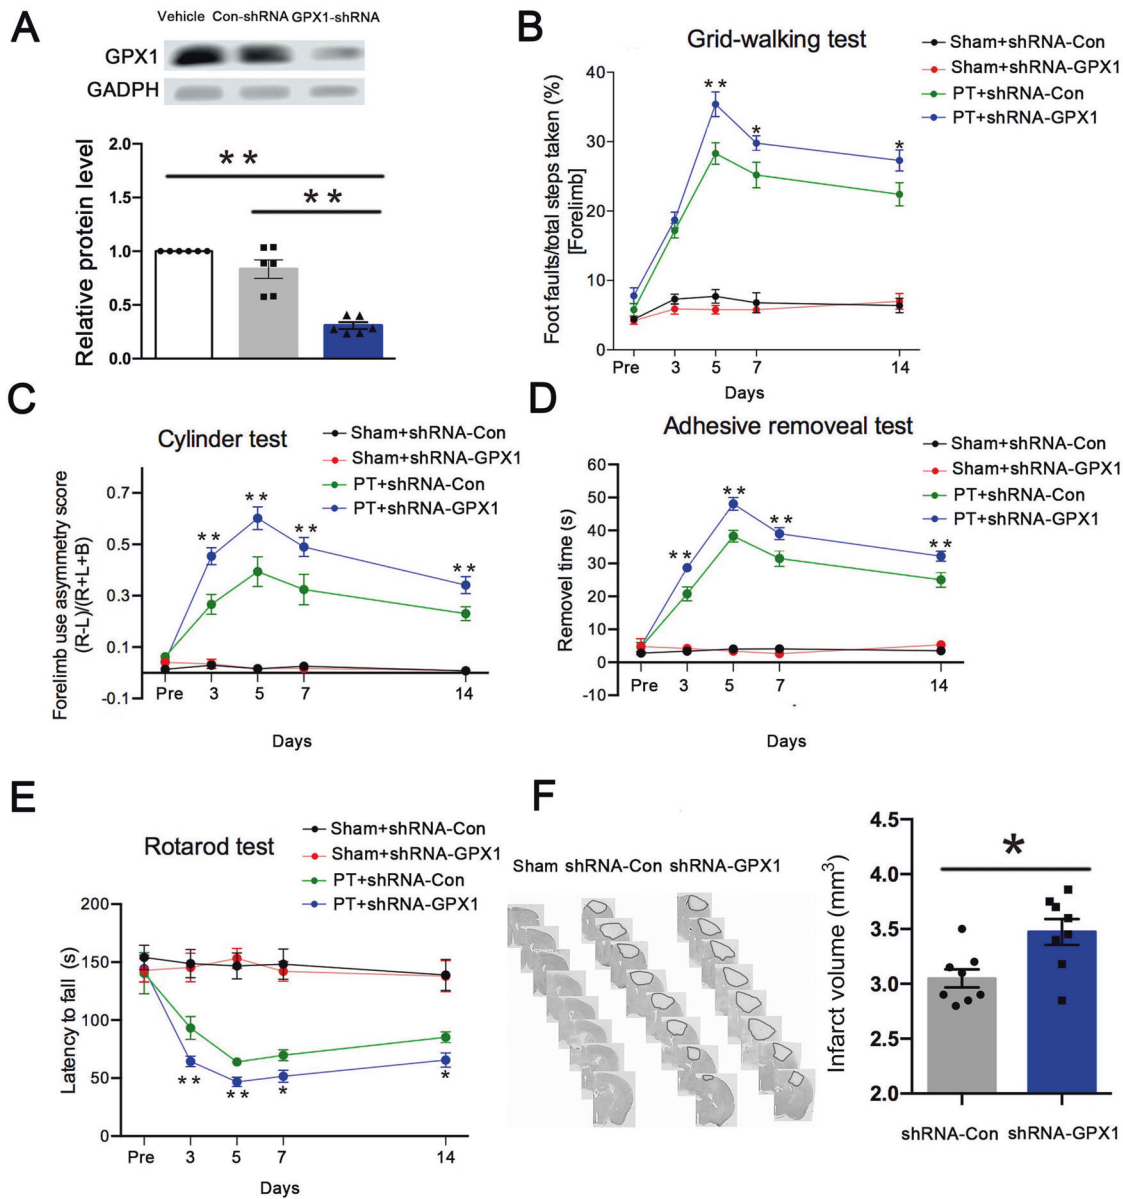 A
Vehicle Con-shRNA GPX1-shRNA
GPX1
GADPH
Relative protein level
2.0
1.5
1.0
0.5
0.0
* *
* *
B
Grid-walking test
Sham+shRNA-Con
Sham+shRNA-GPX1
PT+shRNA-Con
PT+shRNA-GPX1
Foot faults/total steps taken (%)
[Forelimb]
40
30
20
10
0
* *
*
*
Pre 3 5 7 14
Days
C
Cylinder test
Sham+shRNA-Con
Sham+shRNA-GPX1
PT+shRNA-Con
PT+shRNA-GPX1
Forelimb use asymmetry score
(R-L)/(R+L+B)
0.7
0.5
0.3
0.1
-0.1
* *
* *
* *
* *
Pre 3 5 7 14
Days
D
Adhesive removeal test
Sham+shRNA-Con
Sham+shRNA-GPX1
PT+shRNA-Con
PT+shRNA-GPX1
Removel time (s)
60
50
40
30
20
10
0
-10
* *
* *
* *
* *
Pre 3 5 7 14
Days
E
Rotarod test
Sham+shRNA-Con
Sham+shRNA-GPX1
PT+shRNA-Con
PT+shRNA-GPX1
Latency to fall (s)
200
150
100
50
0
* *
* *
*
*
Pre 3 5 7 14
Days
F
Sham shRNA-Con shRNA-GPX1
Infarct volume (mm³)
4.5
4.0
3.5
3.0
2.5
2.0
*
shRNA-Con shRNA-GPX1